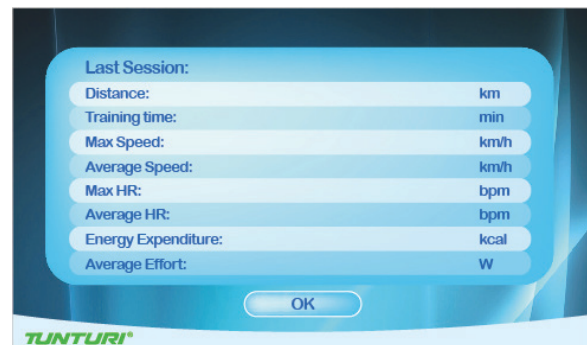 Last Session:
Distance: km
Training time: min
Max Speed: km/h
Average Speed: km/h
Max HR: bpm
Average HR: bpm
Energy Expenditure: kcal
Average Effort: W
OK
TUNTURI®